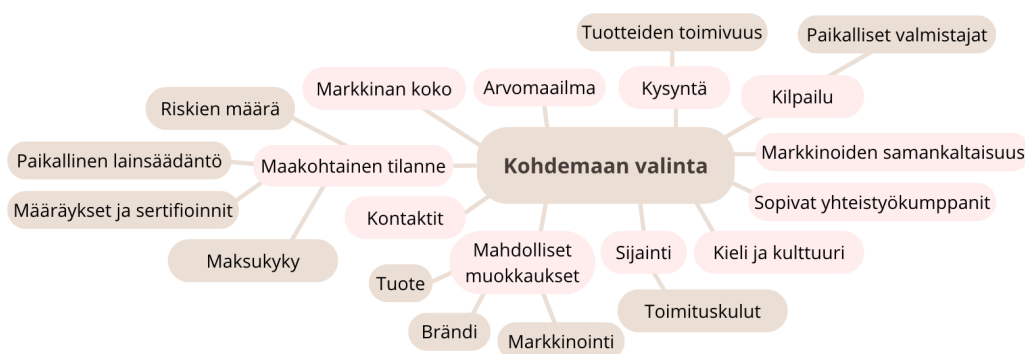 Tuotteiden toimivuus
Paikalliset valmistajat
Markkinan koko
Arvomaailma
Kysyntä
Kilpailu
Riskien määrä
Paikallinen lainsäädäntö
Maakohtainen tilanne
Kohdemaan valinta
Markkinoiden samankaltaisuus
Määräykset ja sertifioinnit
Kontaktit
Sopivat yhteistyökumppanit
Maksukyky
Mahdolliset
muokkaukset
Sijainti
Kieli ja kulttuuri
Tuote
Toimituskulut
Brändi
Markkinointi